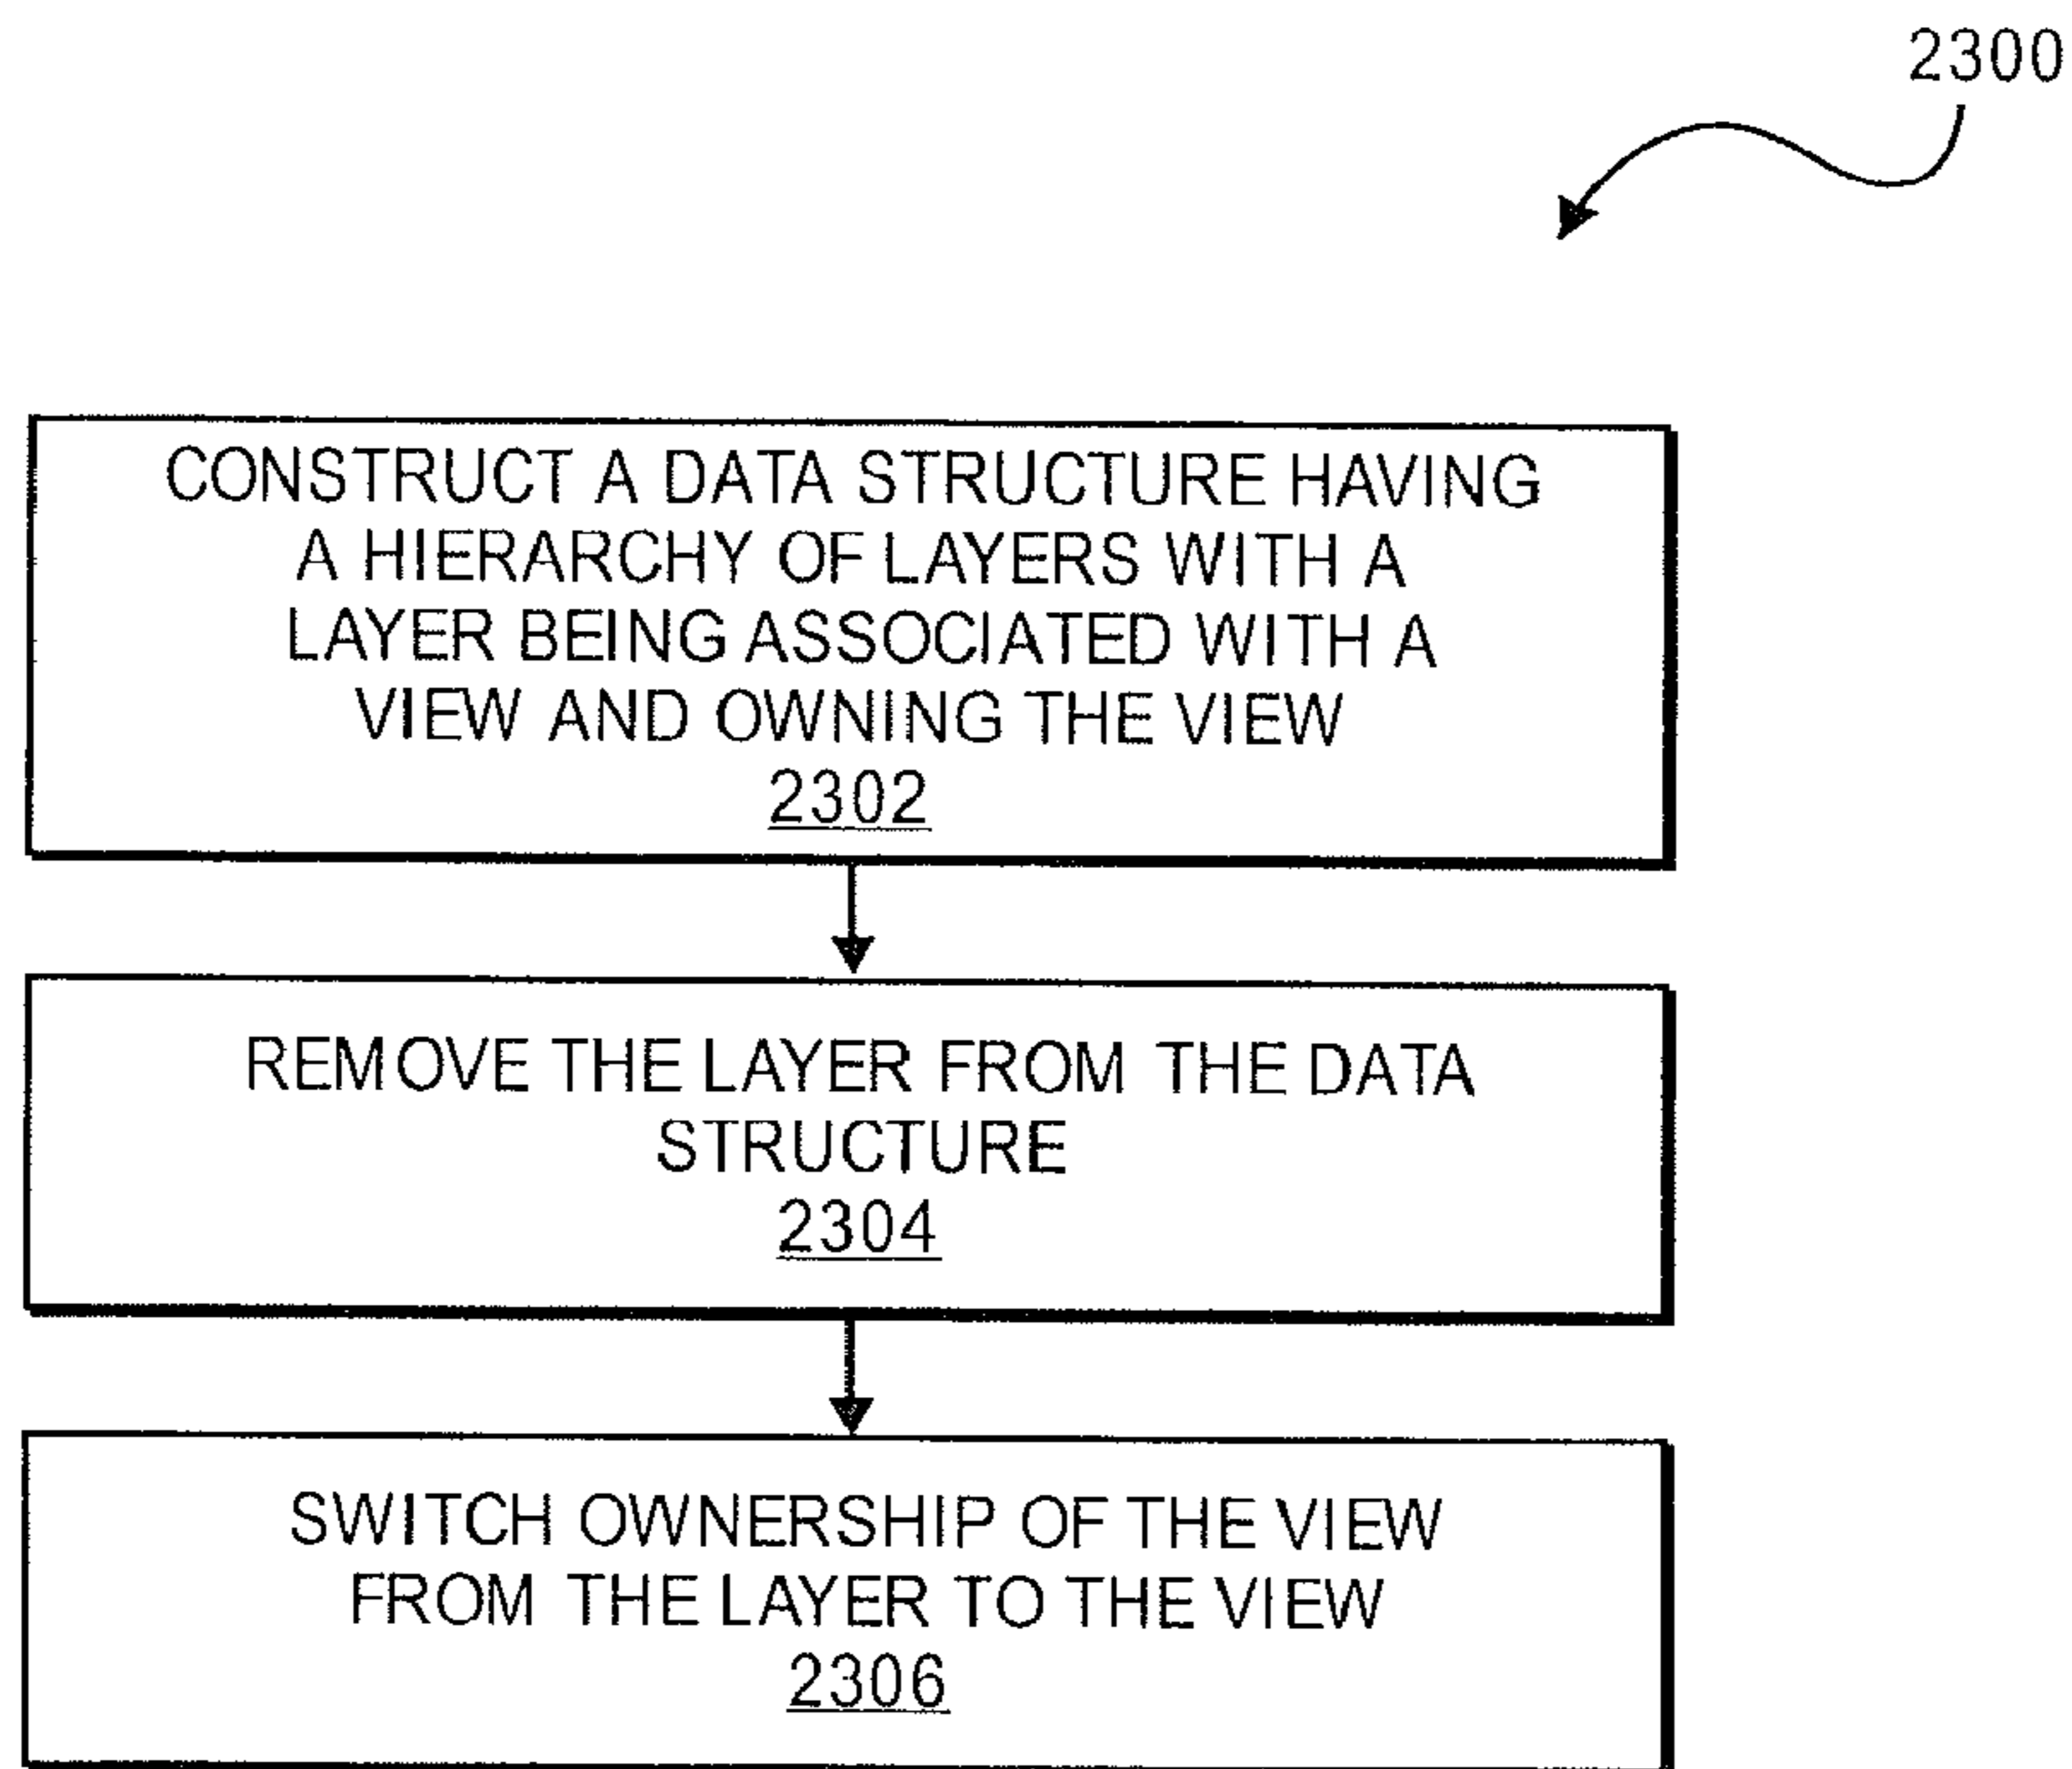 2300
CONSTRUCT A DATA STRUCTURE HAVING
A HIERARCHY OF LAYERS WITH A
LAYER BEING ASSOCIATED WITH A
VIEW AND OWNING THE VIEW
2302
REMOVE THE LAYER FROM THE DATA
STRUCTURE
2304
SWITCH OWNERSHIP OF THE VIEW
FROM THE LAYER TO THE VIEW
2306